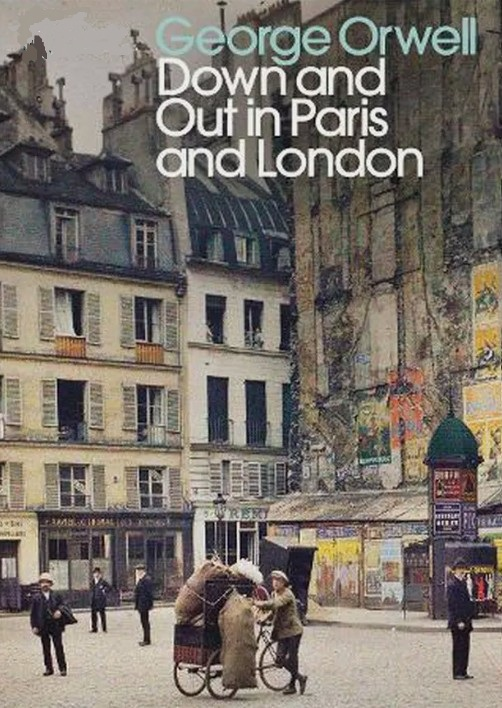 George Orwell
Down and
Out in Paris
and London